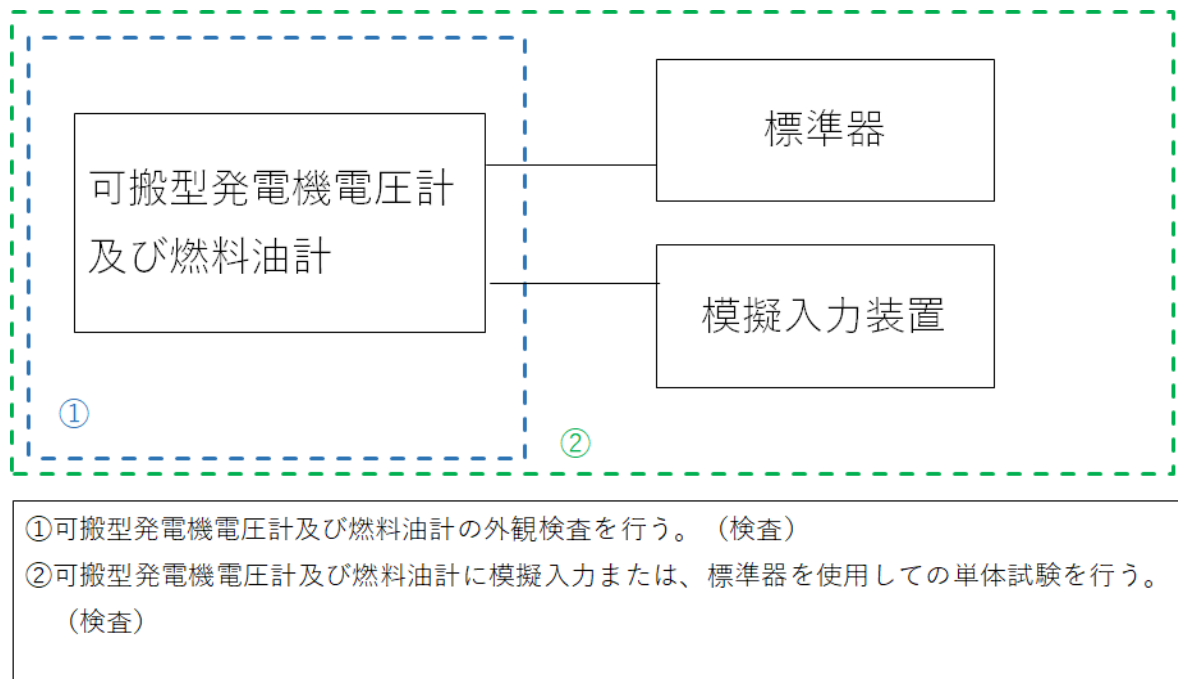 可搬型発電機電圧計
及び燃料油計
標準器
模擬入力装置
①
②
①可搬型発電機電圧計及び燃料油計の外観検査を行う。（検査）
②可搬型発電機電圧計及び燃料油計に模擬入力または、標準器を使用しての単体試験を行う。
（検査）